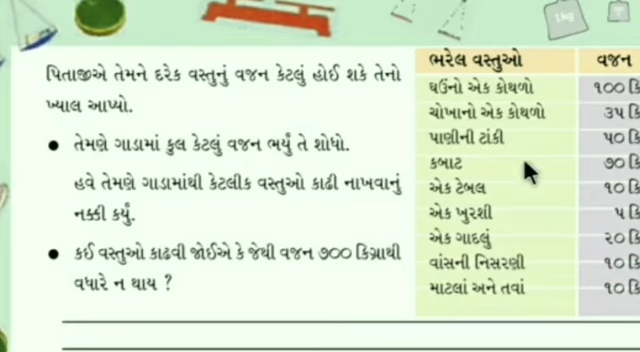 1 kg
પિતાજીએ તેમને દરેક વસ્તુનું વજન કેટલું હોઈ શકે તેનો
ખ્યાલ આપ્યો.
● તેમણે ગાડામાં કુલ કેટલું વજન ભર્યું તે શોધો.
હવે તેમણે ગાડામાંથી કેટલીક વસ્તુઓ કાઢી નાખવાનું
નક્કી કર્યું.
● કઈ વસ્તુઓ કાઢવી જોઈએ કે જેથી વજન ૭૦૦ કિગ્રાથી
વધારે ન થાય ?
ભરેલ વસ્તુઓ વજન
ઘઉંનો એક કોથળો ૧૦૦ કિ
ચોખાનો એક કોથળો ૩૫ કિ
પાણીની ટાંકી ૫૦ કિ
કબાટ ૭૦ કિ
એક ટેબલ ૧૦ કિ
એક ખુરશી ૫ કિ
એક ગાદલું ૨૦ કિ
વાંસની નિસરણી ૧૦ કિ
માટલાં અને તવાં ૧૦ કિ